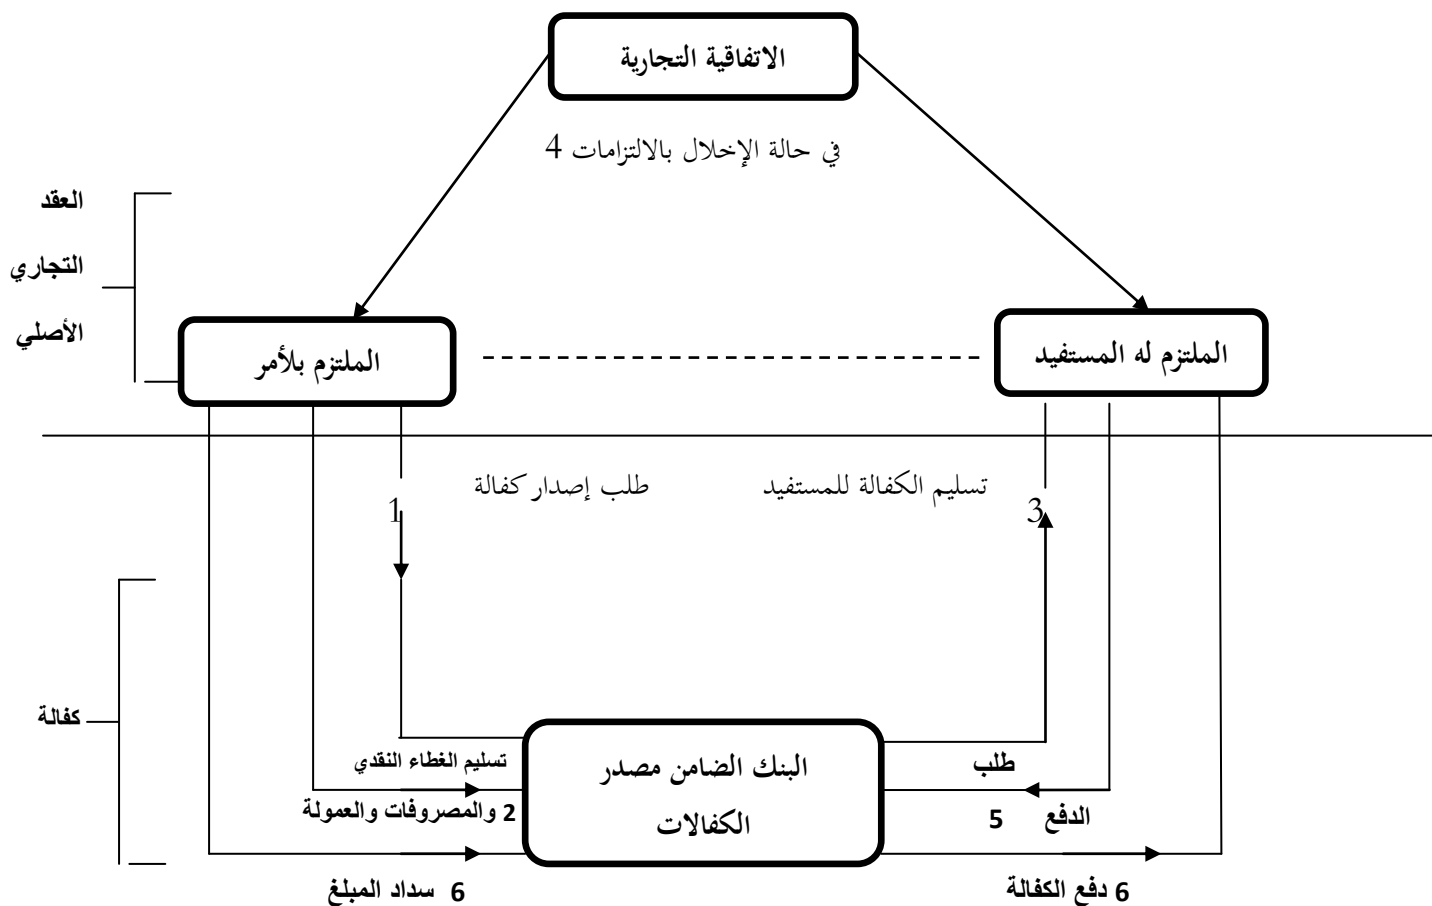 الاتفاقية التجارية
في حالة الإخلال بالالتزامات 4
العقد
التجاري
الأصلي
الملتزم له المستفيد
الملتزم بلأمر
تسليم الكفالة للمستفيد
طلب إصدار كفالة
3
1
كفالة
البنك الضامن مصدر
الكفالات
تسليم الغطاء النقدي
2 والمصروفات والعمولة
طلب
الدفع 5
6 دفع الكفالة
6 سداد المبلغ